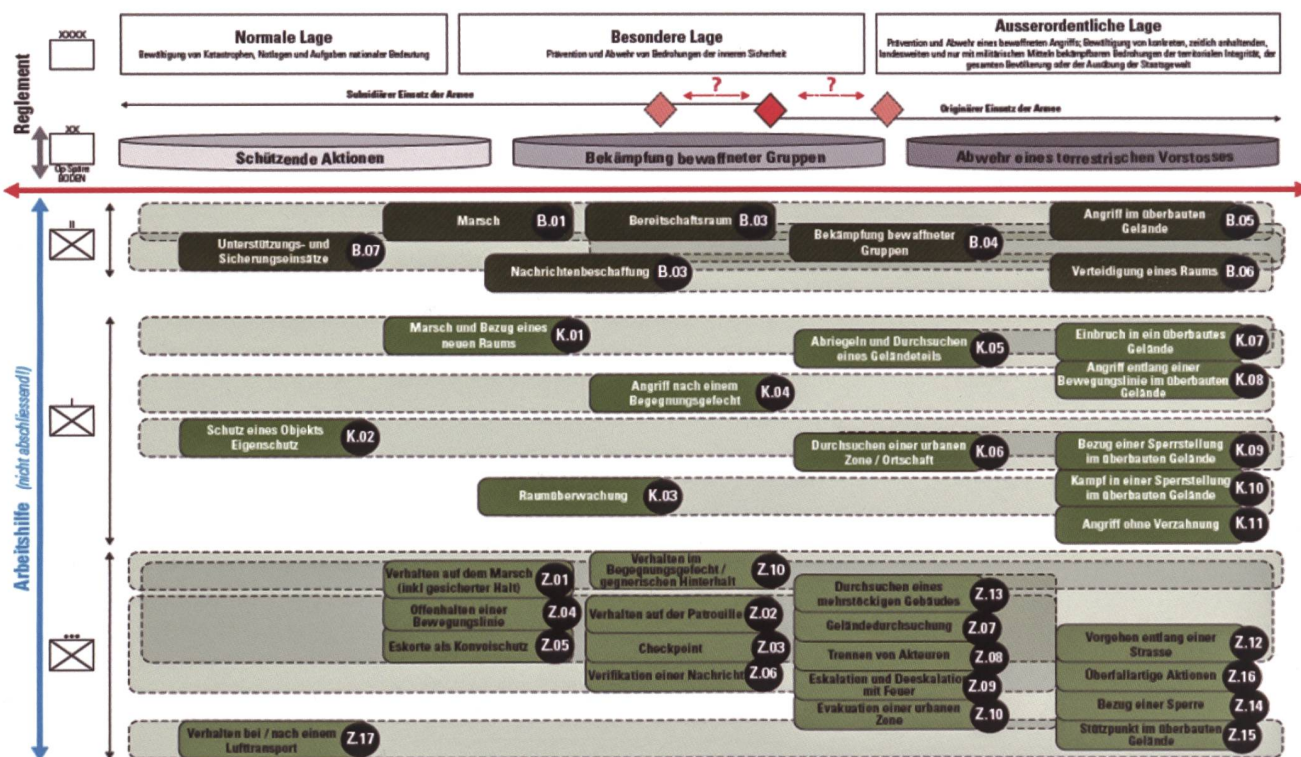 XXXX
Normale Lage
Bewältigung von Katastrophen, Notlagen und Aufgaben nationaler Bedeutung
Besondere Lage
Prävention und Abwehr von Bedrohungen der inneren Sicherheit
Ausserordentliche Lage
Prävention und Abwehr eines bewaffneten Angriffs; Bewältigung von konkreten, zeitlich anhaltenden,
landesweiten und nur mit militärischen Mitteln bekämpfbaren Bedrohungen der territorialen Integrität, der
gesamten Bevölkerung oder der Ausübung der Staatsgewalt
Reglement
Subsidiärer Einsatz der Armee
?
?
Originärer Einsatz der Armee
XX
Op Späre
BODEN
Schützende Aktionen
Bekämpfung bewaffneter Gruppen
Abwehr eines terrestrischen Vorstosses
Arbeitshilfe (nicht abschliessend!)
II
Marsch B.01
Bereitschaftsraum B.03
Angriff im überbauten
Gelände B.05
Unterstützungs- und
Sicherungseinsätze B.07
Bekämpfung bewaffneter
Gruppen B.04
Nachrichtenbeschaffung B.03
Verteidigung eines Raums B.06
I
Marsch und Bezug eines
neuen Raums K.01
Abriegeln und Durchsuchen
eines Geländeteils K.05
Einbruch in ein überbautes
Gelände K.07
Angriff nach einem
Begegnungsgefecht K.04
Angriff entlang einer
Bewegungslinie im überbauten
Gelände K.08
Schutz eines Objekts
Eigenschutz K.02
Durchsuchen einer urbanen
Zone / Ortschaft K.06
Bezug einer Sperrstellung
im überbauten Gelände K.09
Raumüberwachung K.03
Kampf in einer Sperrstellung
im überbauten Gelände K.10
Angriff ohne Verzahnung K.11
Verhalten auf dem Marsch
(inkl gesicherter Halt) Z.01
Verhalten im
Begegnungsgefecht /
gegnerischen Hinterhalt Z.10
Durchsuchen eines
mehrstöckigen Gebäudes Z.13
Offenhalten einer
Bewegungslinie Z.04
Verhalten auf der Patrouille Z.02
Geländedurchsuchung Z.07
Eskorte als Konvoischutz Z.05
Checkpoint Z.03
Trennen von Akteuren Z.08
Vorgehen entlang einer
Strasse Z.12
Verifikation einer Nachricht Z.06
Eskalation und Deeskalation
mit Feuer Z.09
Überfallartige Aktionen Z.16
Evakuation einer urbanen
Zone Z.10
Bezug einer Sperre Z.14
Verhalten bei / nach einem
Lufttransport Z.17
Stützpunkt im überbauten
Gelände Z.15